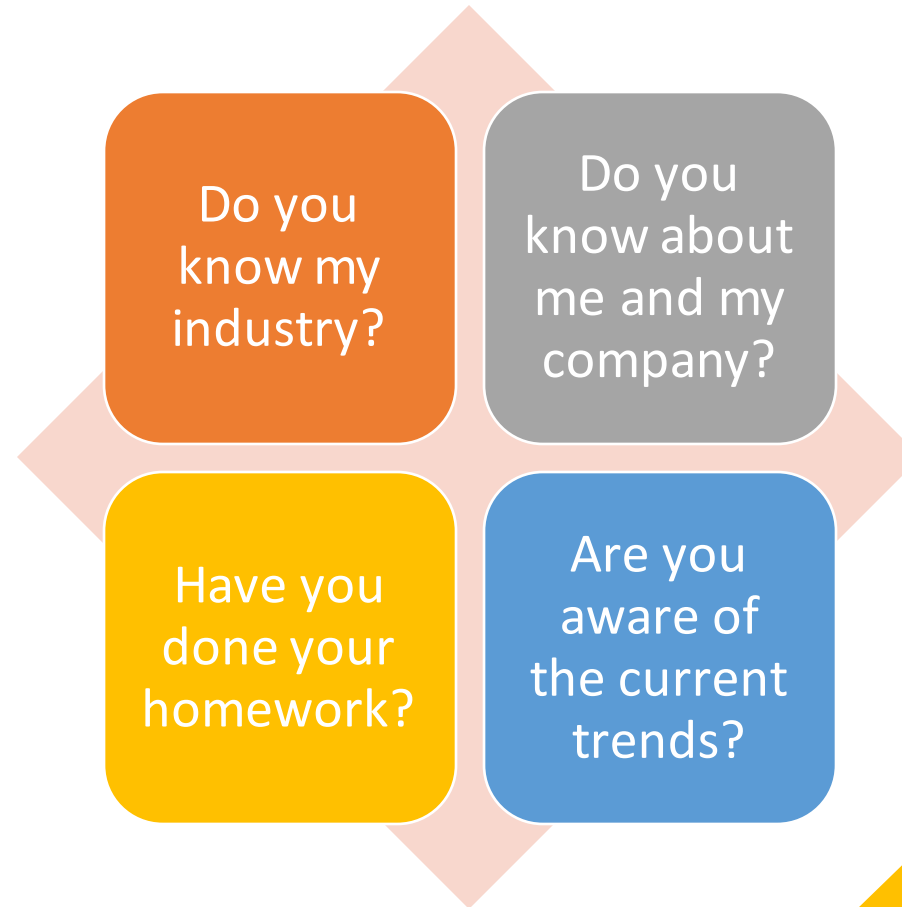 Do you
know my
industry?
Do you
know about
me and my
company?
Have you
done your
homework?
Are you
aware of
the current
trends?